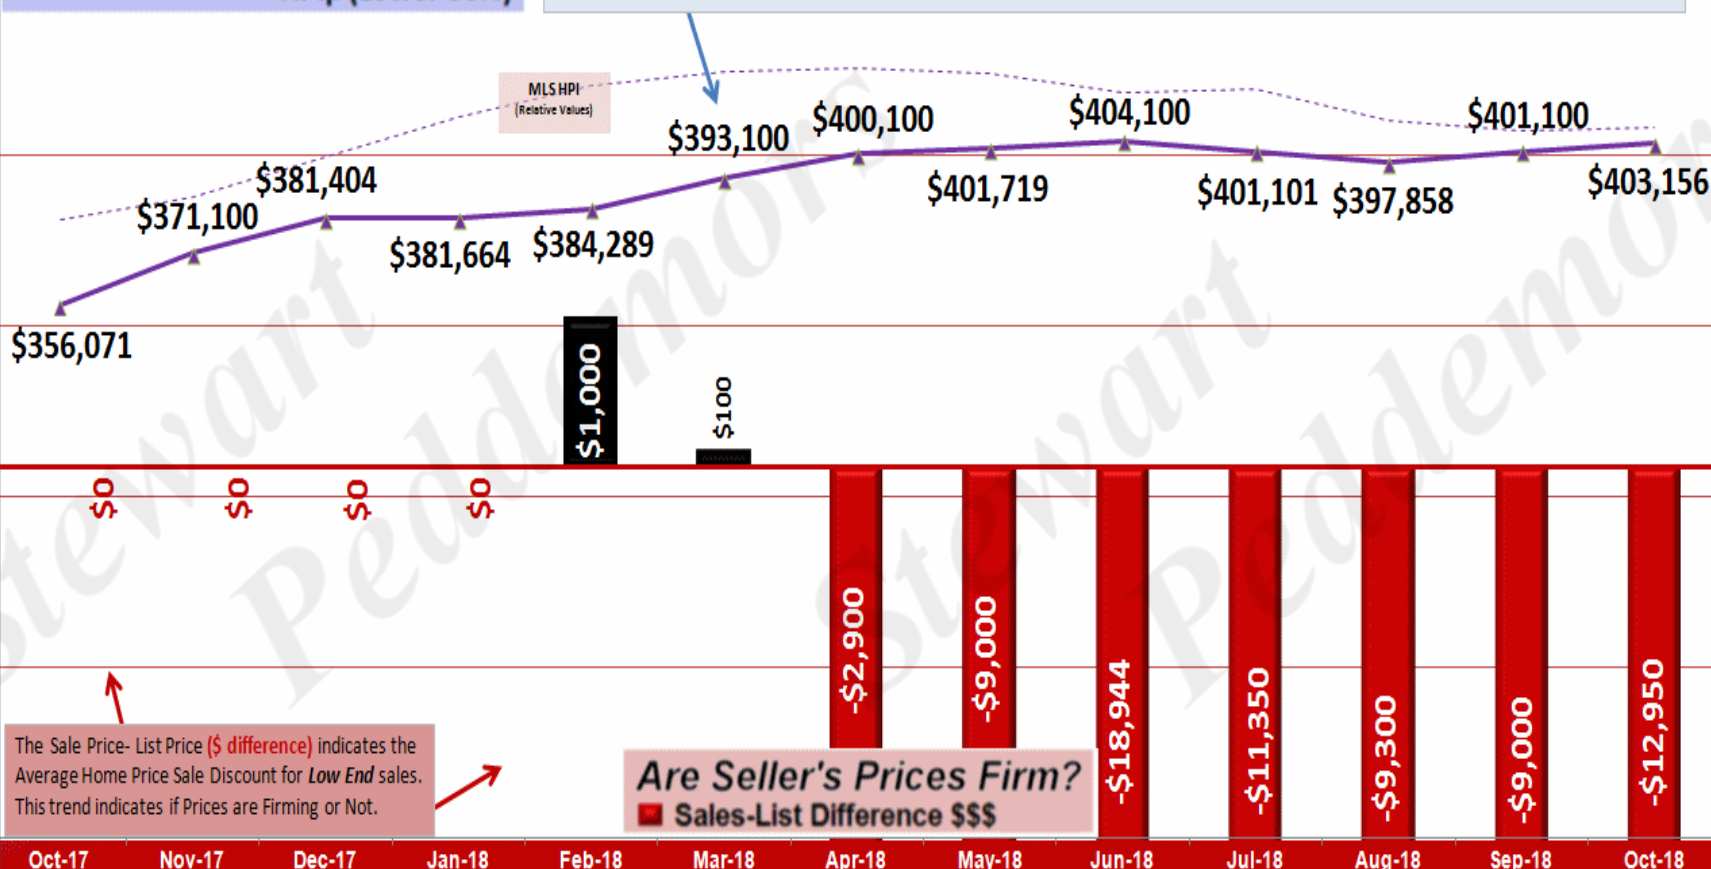 MLS HPI
(Relative Values)
$356,071
$371,100
$381,404
$381,664
$384,289
$393,100
$400,100
$401,719
$404,100
$401,101
$397,858
$401,100
$403,156
$0
$0
$0
$0
$1,000
$100
-$2,900
-$9,000
-$18,944
-$11,350
-$9,300
-$9,000
-$12,950
Stewart
Peddemors
Stewart
Peddemor
The Sale Price- List Price ($ difference) indicates the
Average Home Price Sale Discount for Low End sales.
This trend indicates if Prices are Firming or Not.
Are Seller's Prices Firm?
Sales-List Difference $$$
Oct-17 Nov-17 Dec-17 Jan-18 Feb-18 Mar-18 Apr-18 May-18 Jun-18 Jul-18 Aug-18 Sep-18 Oct-18